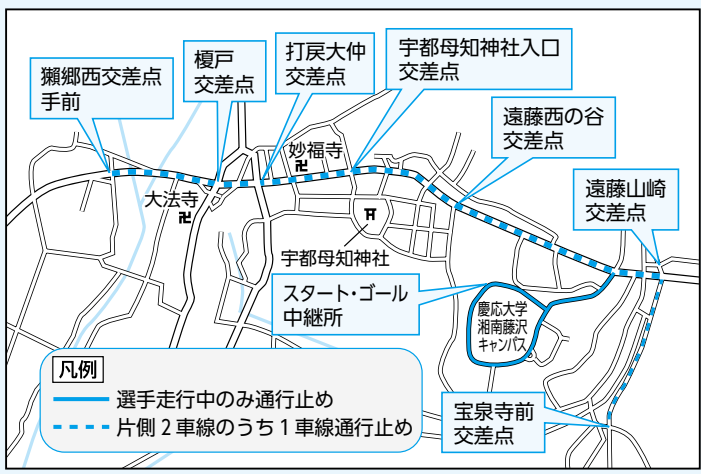 獺郷西交差点
手前
榎戸
交差点
打戻大仲
交差点
宇都母知神社入口
交差点
遠藤西の谷
交差点
遠藤山崎
交差点
妙福寺
卍
大法寺
卍
宇都母知神社
スタート・ゴール
中継所
慶応大学
湘南藤沢
キャンパス
宝泉寺前
交差点
凡例
選手走行中のみ通行止め
片側2車線のうち1車線通行止め